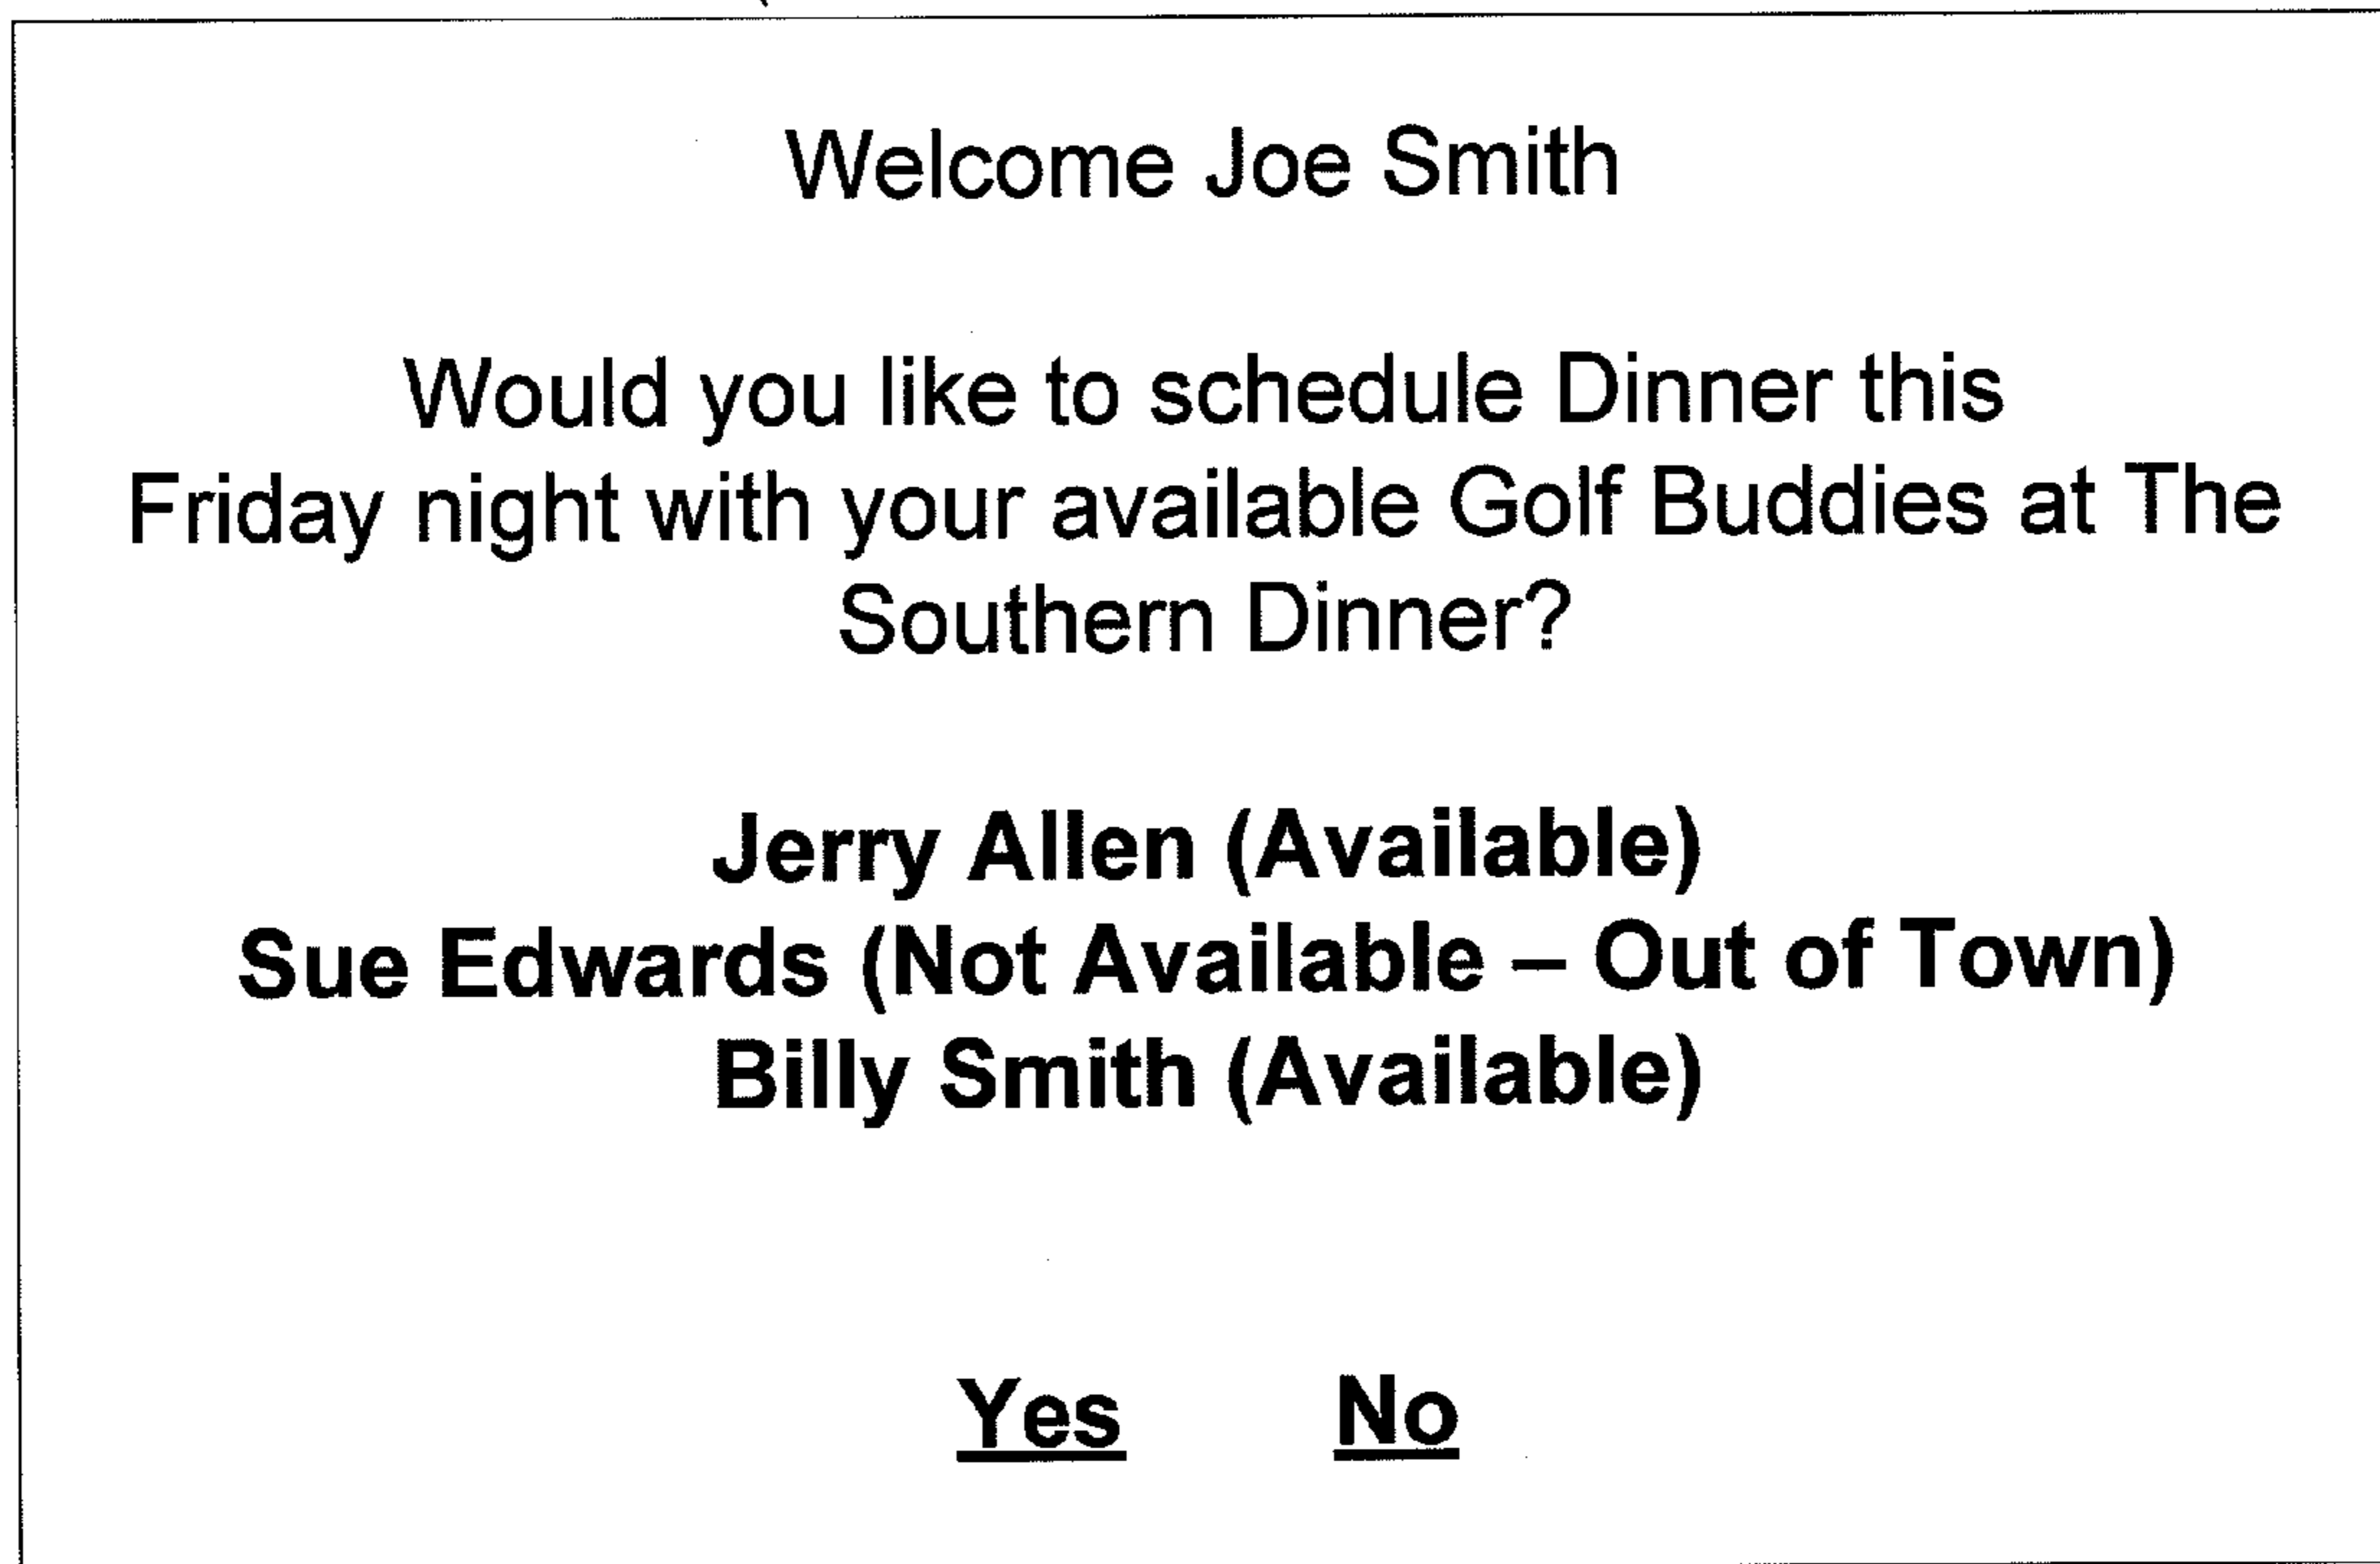 Welcome Joe Smith
Would you like to schedule Dinner this
Friday night with your available Golf Buddies at The
Southern Dinner?
Jerry Allen (Available)
Sue Edwards (Not Available – Out of Town)
Billy Smith (Available)
Yes No